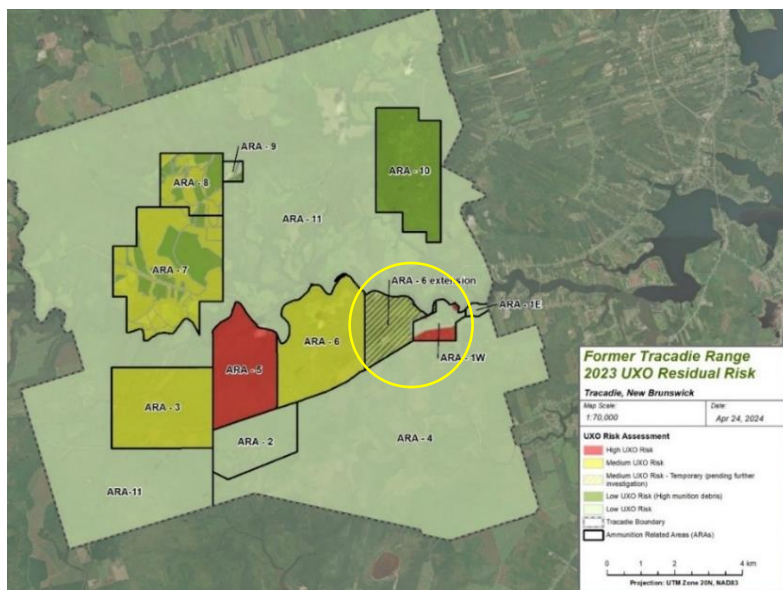 ARA - 9
ARA - 8
ARA - 10
ARA - 11
ARA - 7
ARA - 6 extension
ARA - 1E
ARA - 6
ARA - 1W
ARA - 5
ARA - 3
ARA - 2
ARA - 4
ARA-11
Former Tracadie Range
2023 UXO Residual Risk
Tracadie, New Brunswick
Map Scale:
1:70,000
Date:
Apr 24, 2024
UXO Risk Assessment
High UXO Risk
Medium UXO Risk
Medium UXO Risk - Temporary (pending further
investigation)
Low UXO Risk (High munition debris)
Low UXO Risk
Tracadie Boundary
Ammunition Related Areas (ARAs)
0 2 4 km
Projection: UTM Zone 20N, NAD83